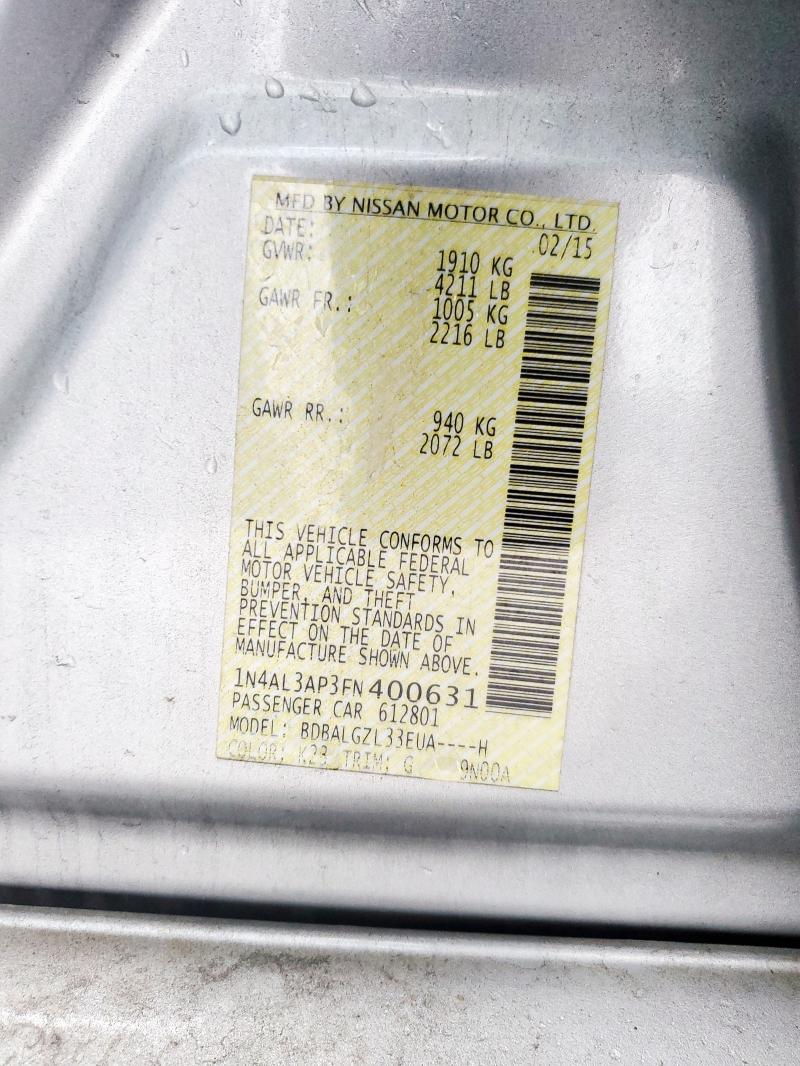 MFD BY NISSAN MOTOR CO., LTD.
DATE: 02/15
GVWR: 1910 KG
4211 LB
GAWR FR.: 1005 KG
2216 LB
GAWR RR.: 940 KG
2072 LB
THIS VEHICLE CONFORMS TO
ALL APPLICABLE FEDERAL
MOTOR VEHICLE SAFETY,
BUMPER, AND THEFT
PREVENTION STANDARDS IN
EFFECT ON THE DATE OF
MANUFACTURE SHOWN ABOVE.
1N4AL3AP3FN400631
PASSENGER CAR 612801
MODEL: BDBALGZL33EUA----H
COLOR: K23 TRIM: G 9N00A